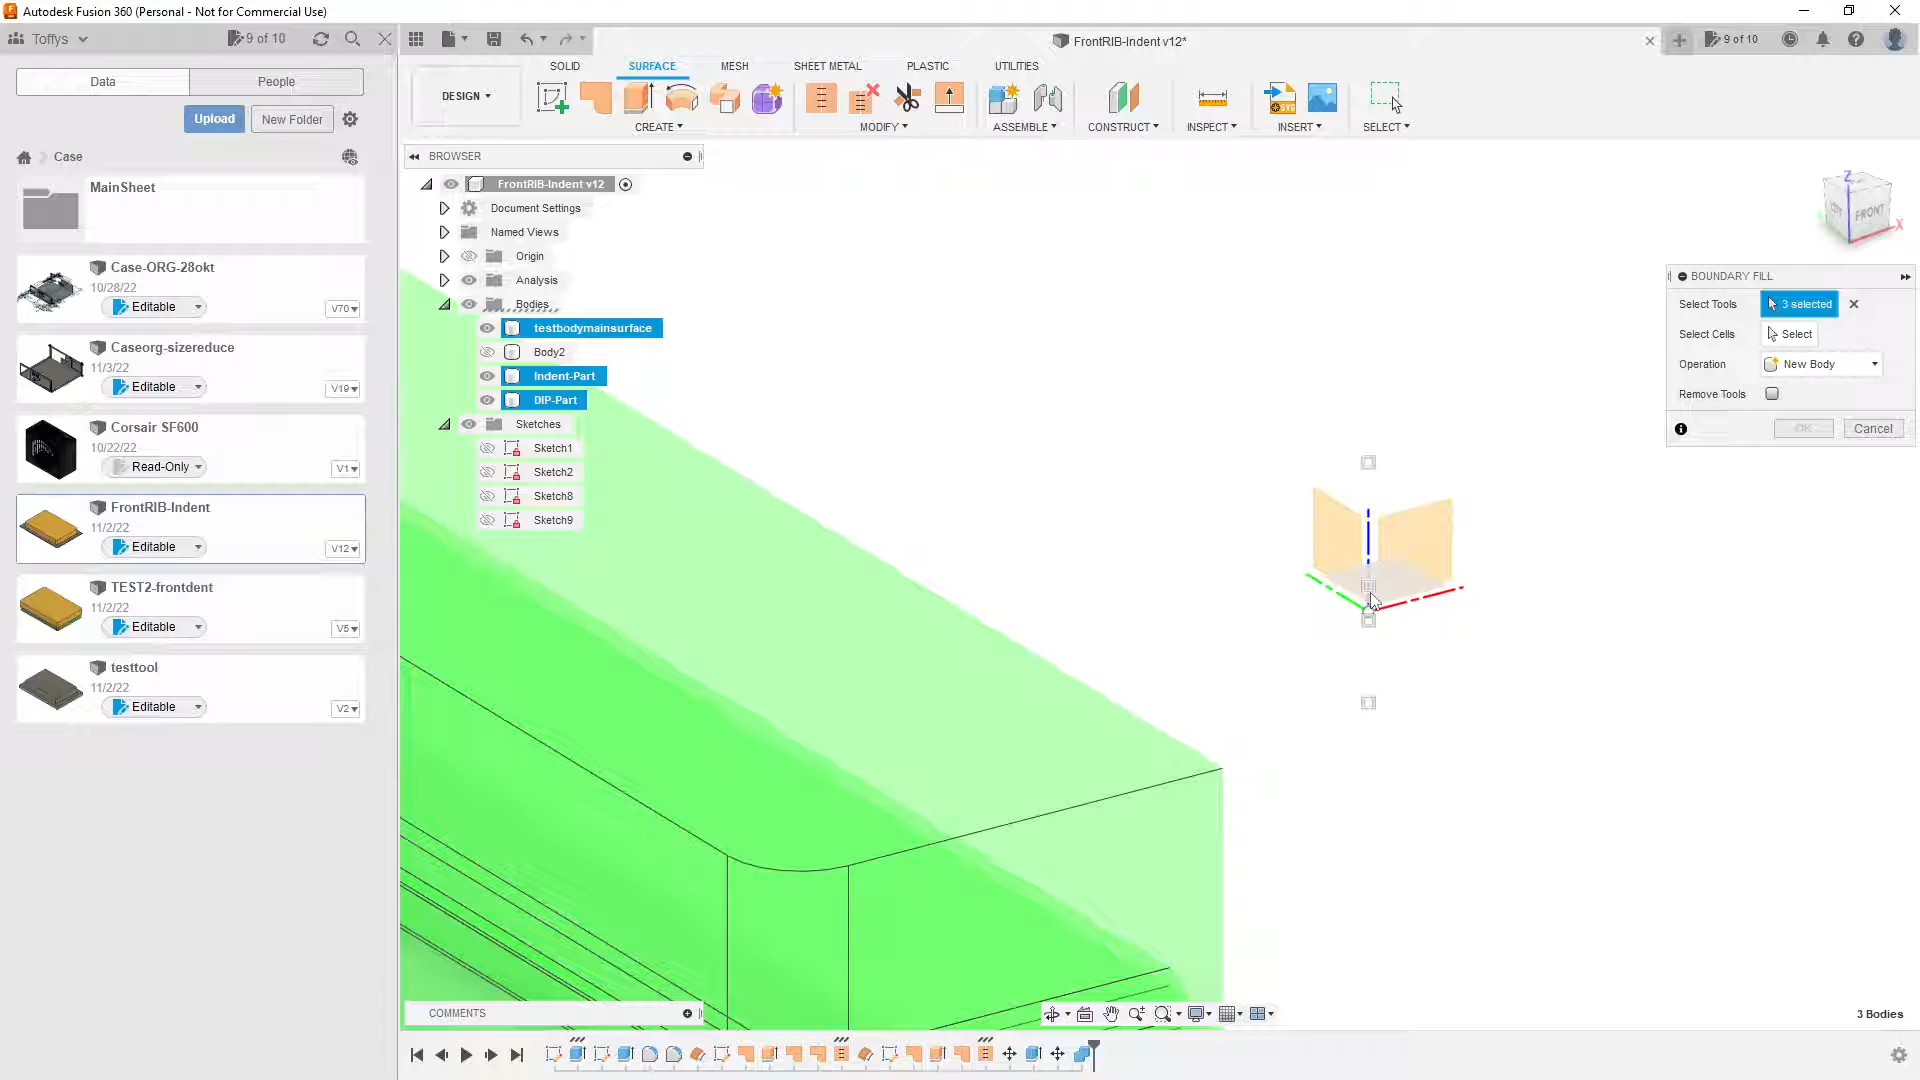 Autodesk Fusion 360 (Personal - Not for Commercial Use)
Toffys
9 of 10
FrontRIB-Indent v12*
9 of 10
Data
People
Upload
New Folder
Case
MainSheet
Case-ORG-28okt
10/28/22
Editable
V70
Caseorg-sizereduce
11/3/22
Editable
V19
Corsair SF600
10/22/22
Read-Only
V1
FrontRIB-Indent
11/2/22
Editable
V12
TEST2-frontdent
11/2/22
Editable
V5
testtool
11/2/22
Editable
V2
DESIGN
SOLID
SURFACE
MESH
SHEET METAL
PLASTIC
UTILITIES
CREATE
MODIFY
ASSEMBLE
CONSTRUCT
INSPECT
INSERT
SELECT
BROWSER
FrontRIB-Indent v12
Document Settings
Named Views
Origin
Analysis
Bodies
testbodymainsurface
Body2
Indent-Part
DIP-Part
Sketches
Sketch1
Sketch2
Sketch8
Sketch9
Z
FRONT
X
BOUNDARY FILL
Select Tools
3 selected
Select Cells
Select
Operation
New Body
Remove Tools
OK
Cancel
COMMENTS
3 Bodies